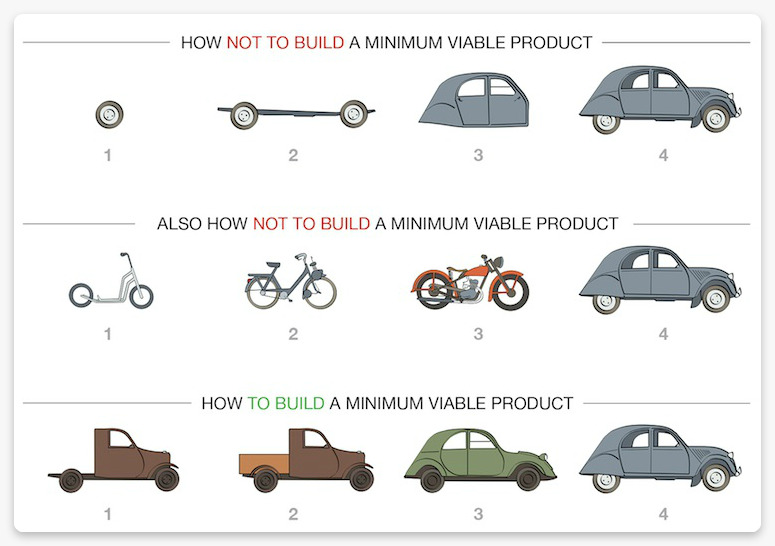 HOW NOT TO BUILD A MINIMUM VIABLE PRODUCT
1 2 3 4
ALSO HOW NOT TO BUILD A MINIMUM VIABLE PRODUCT
1 2 3 4
HOW TO BUILD A MINIMUM VIABLE PRODUCT
1 2 3 4